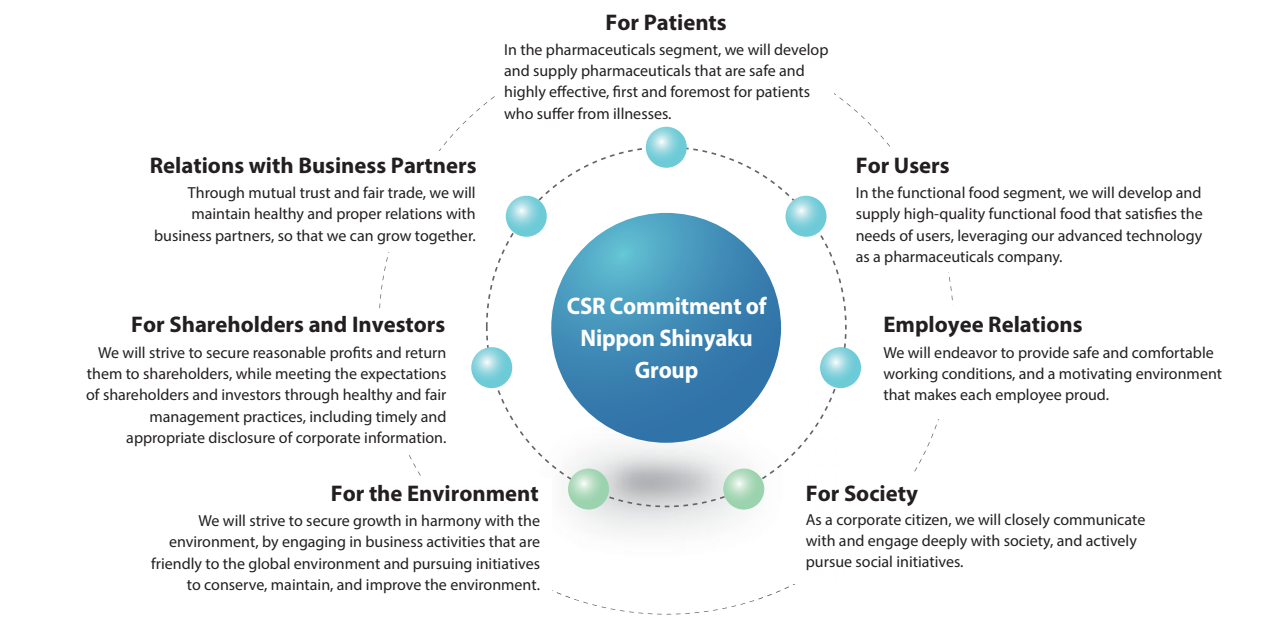 For Patients
In the pharmaceuticals segment, we will develop
and supply pharmaceuticals that are safe and
highly effective, first and foremost for patients
who suffer from illnesses.
Relations with Business Partners
Through mutual trust and fair trade, we will
maintain healthy and proper relations with
business partners, so that we can grow together.
For Users
In the functional food segment, we will develop and
supply high-quality functional food that satisfies the
needs of users, leveraging our advanced technology
as a pharmaceuticals company.
CSR Commitment of
Nippon Shinyaku
Group
For Shareholders and Investors
We will strive to secure reasonable profits and return
them to shareholders, while meeting the expectations
of shareholders and investors through healthy and fair
management practices, including timely and
appropriate disclosure of corporate information.
Employee Relations
We will endeavor to provide safe and comfortable
working conditions, and a motivating environment
that makes each employee proud.
For the Environment
We will strive to secure growth in harmony with the
environment, by engaging in business activities that are
friendly to the global environment and pursuing initiatives
to conserve, maintain, and improve the environment.
For Society
As a corporate citizen, we will closely communicate
with and engage deeply with society, and actively
pursue social initiatives.